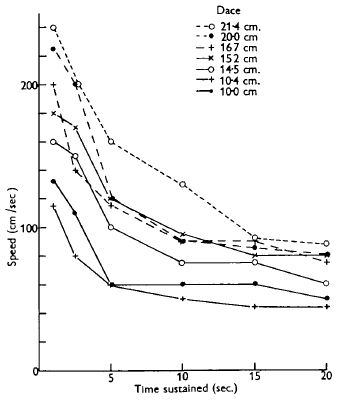 Dace
21·4 cm.
20·0 cm
16·7 cm
15·2 cm
14·5 cm.
10·4 cm.
10·0 cm
200
100
0
5
10
15
20
Speed (cm/sec.)
Time sustained (sec.)